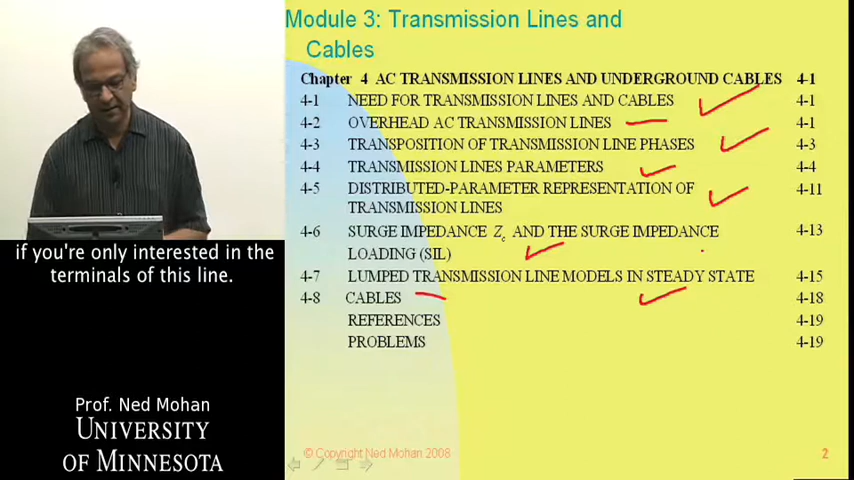 Module 3: Transmission Lines and
Cables
Chapter 4 AC TRANSMISSION LINES AND UNDERGROUND CABLES 4-1
4-1 NEED FOR TRANSMISSION LINES AND CABLES 4-1
4-2 OVERHEAD AC TRANSMISSION LINES 4-1
4-3 TRANSPOSITION OF TRANSMISSION LINE PHASES 4-3
4-4 TRANSMISSION LINES PARAMETERS 4-4
4-5 DISTRIBUTED-PARAMETER REPRESENTATION OF 4-11
TRANSMISSION LINES
4-6 SURGE IMPEDANCE Zc AND THE SURGE IMPEDANCE 4-13
LOADING (SIL)
4-7 LUMPED TRANSMISSION LINE MODELS IN STEADY STATE 4-15
4-8 CABLES 4-18
REFERENCES 4-19
PROBLEMS 4-19
© Copyright Ned Mohan 2008 2
if you're only interested in the
terminals of this line.
Prof. Ned Mohan
UNIVERSITY
OF MINNESOTA